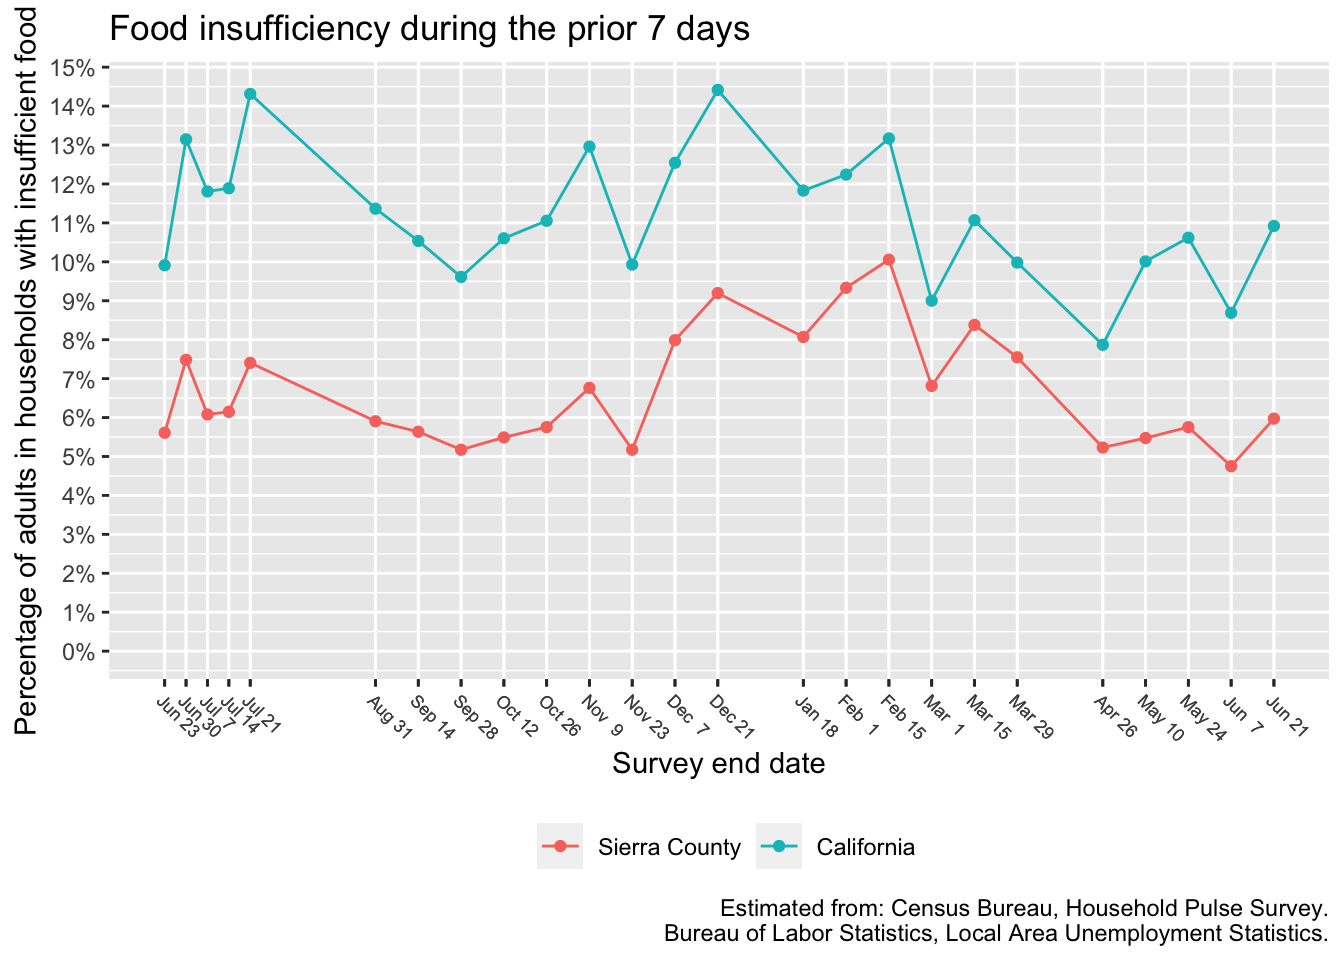 Food insufficiency during the prior 7 days
Percentage of adults in households with insufficient food
15%
14%
13%
12%
11%
10%
9%
8%
7%
6%
5%
4%
3%
2%
1%
0%
Jun 23
Jun 30
Jul 7
Jul 14
Jul 21
Aug 31
Sep 14
Sep 28
Oct 12
Oct 26
Nov 9
Nov 23
Dec 7
Dec 21
Jan 18
Feb 1
Feb 15
Mar 1
Mar 15
Mar 29
Apr 26
May 10
May 24
Jun 7
Jun 21
Survey end date
Sierra County
California
Estimated from: Census Bureau, Household Pulse Survey.
Bureau of Labor Statistics, Local Area Unemployment Statistics.